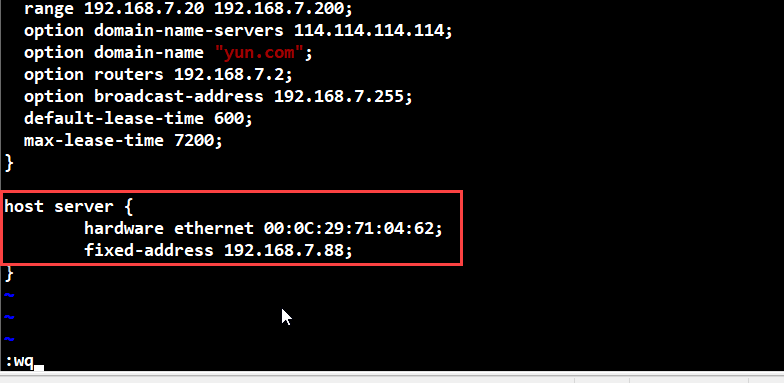 range 192.168.7.20 192.168.7.200;
option domain-name-servers 114.114.114.114;
option domain-name "yun.com";
option routers 192.168.7.2;
option broadcast-address 192.168.7.255;
default-lease-time 600;
max-lease-time 7200;
}
host server {
hardware ethernet 00:0C:29:71:04:62;
fixed-address 192.168.7.88;
}
~
~
~
:wq